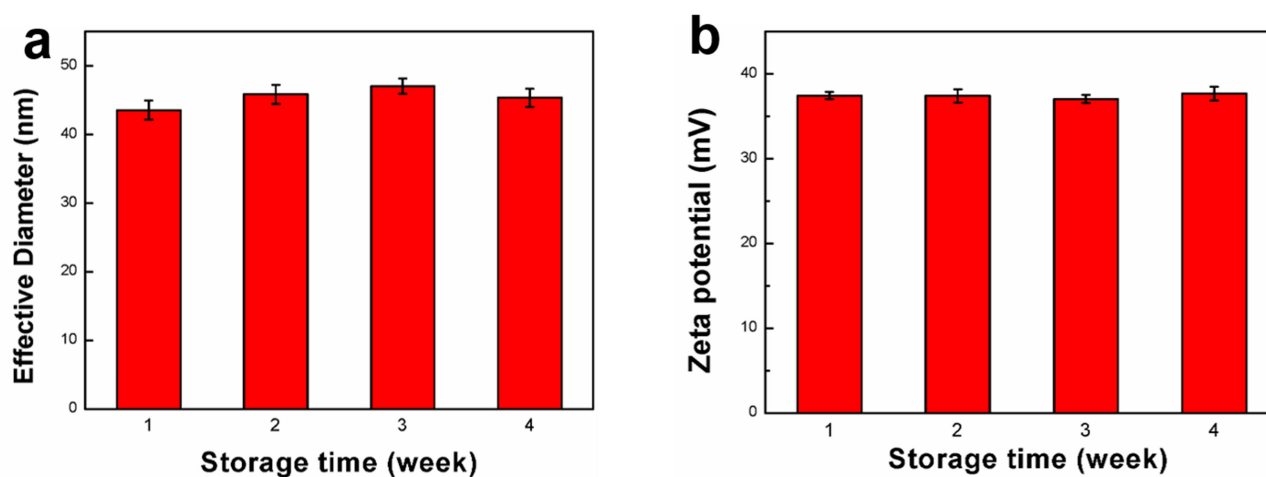 a
Effective Diameter (nm)
50
40
30
20
10
0
1 2 3 4
Storage time (week)
b
Zeta potential (mV)
40
30
20
10
0
1 2 3 4
Storage time (week)